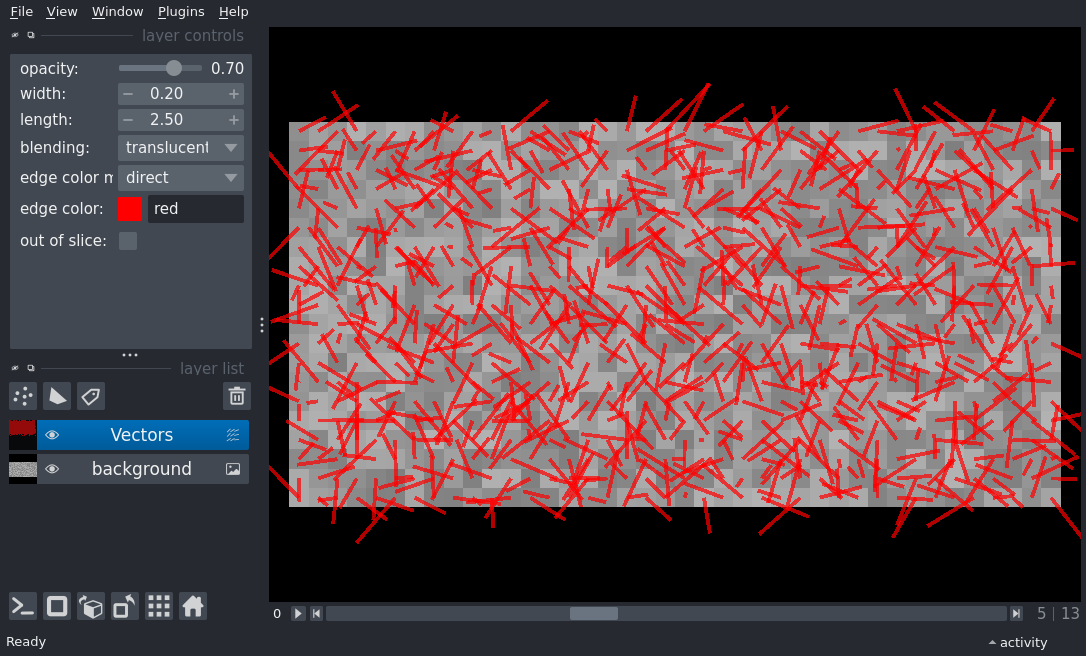 File View Window Plugins Help
layer controls
opacity: 0.70
width: − 0.20 +
length: − 2.50 +
blending: translucent
edge color m direct
edge color: red
out of slice:
layer list
Vectors
background
0 5 | 13
Ready activity